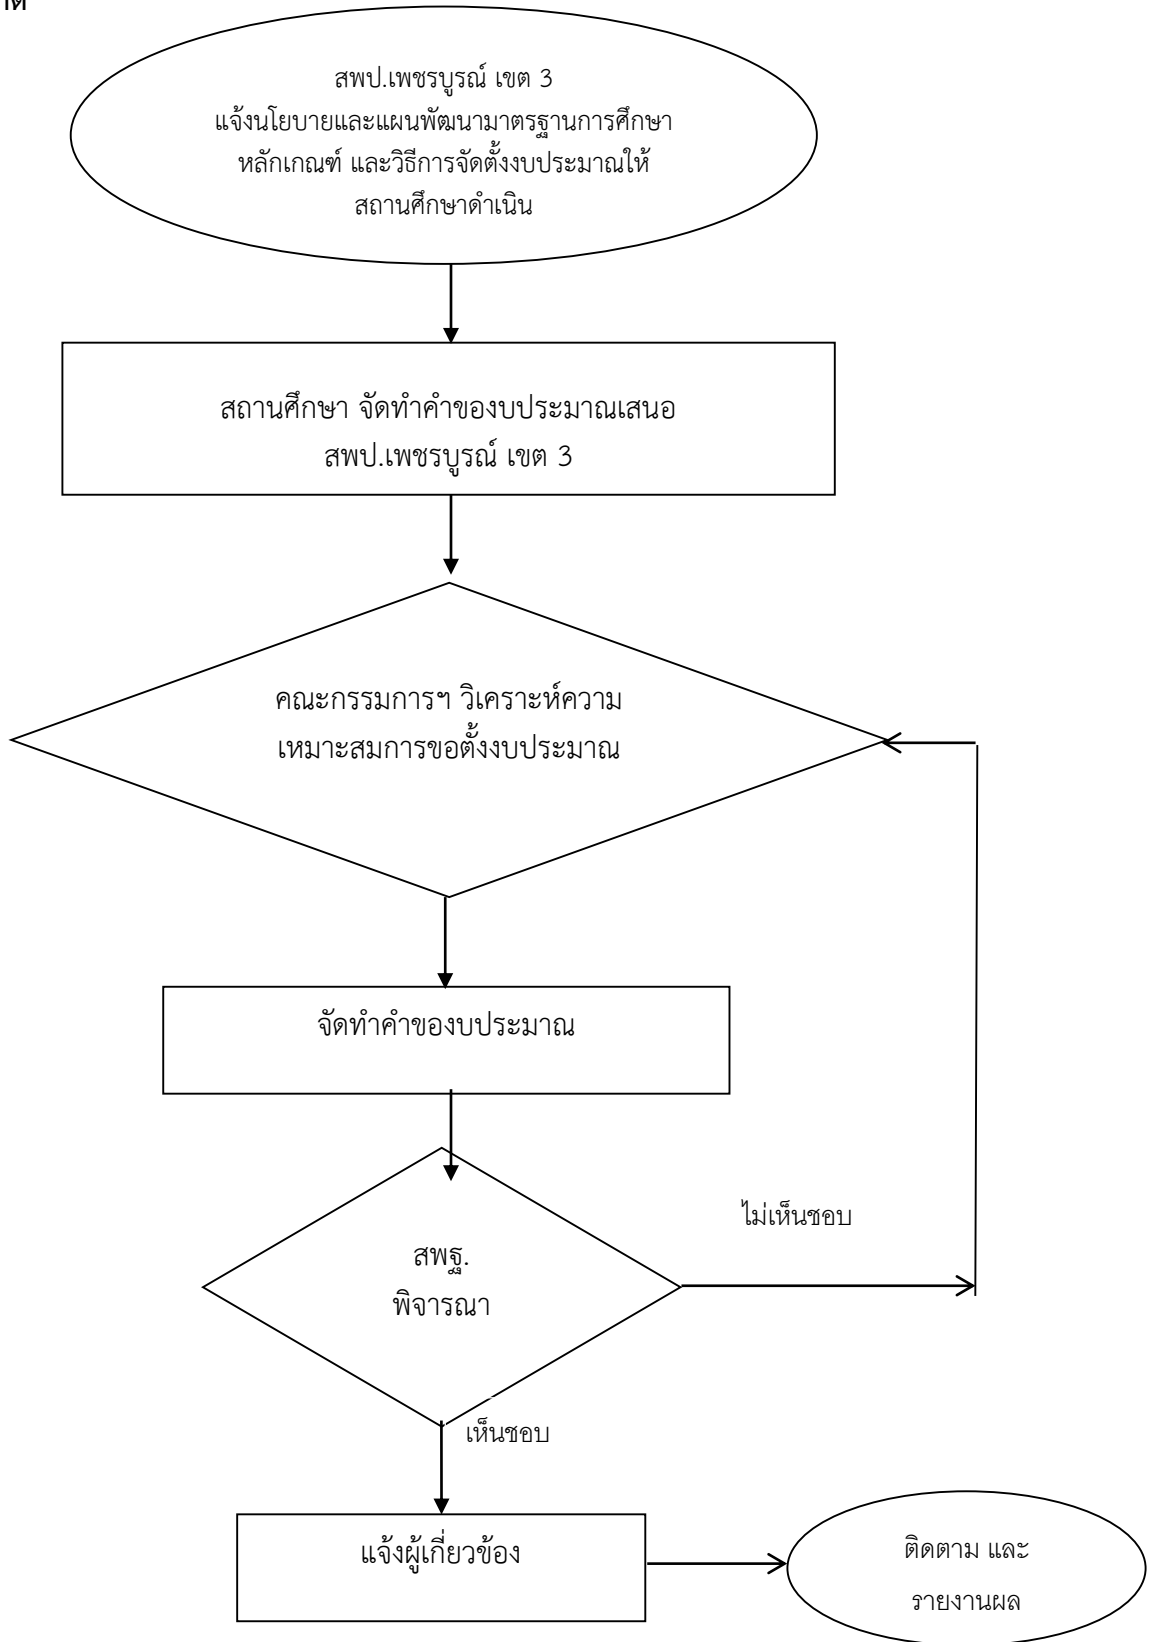 สพป.เพชรบูรณ์ เขต 3
แจ้งนโยบายและแผนพัฒนามาตรฐานการศึกษา
หลักเกณฑ์ และวิธีการจัดตั้งงบประมาณให้
สถานศึกษาดำเนิน
สถานศึกษา จัดทำคำของบประมาณเสนอ
สพป.เพชรบูรณ์ เขต 3
คณะกรรมการฯ วิเคราะห์ความ
เหมาะสมการขอตั้งงบประมาณ
จัดทำคำของบประมาณ
ไม่เห็นชอบ
สพฐ.
พิจารณา
เห็นชอบ
แจ้งผู้เกี่ยวข้อง
ติดตาม และ
รายงานผล